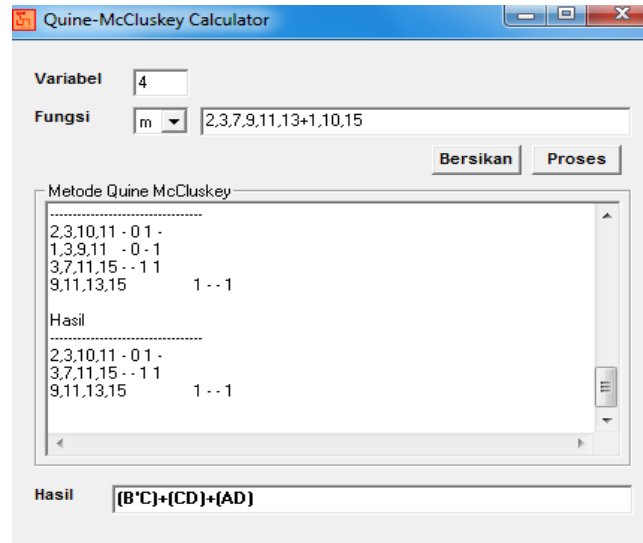 Quine-McCluskey Calculator
Variabel 4
Fungsi m 2,3,7,9,11,13+1,10,15
Bersikan Proses
Metode Quine McCluskey
----------------------------------
2,3,10,11 - 0 1 -
1,3,9,11 - 0 - 1
3,7,11,15 - - 1 1
9,11,13,15 1 - - 1
Hasil
----------------------------------
2,3,10,11 - 0 1 -
3,7,11,15 - - 1 1
9,11,13,15 1 - - 1
Hasil (B'C)+(CD)+(AD)